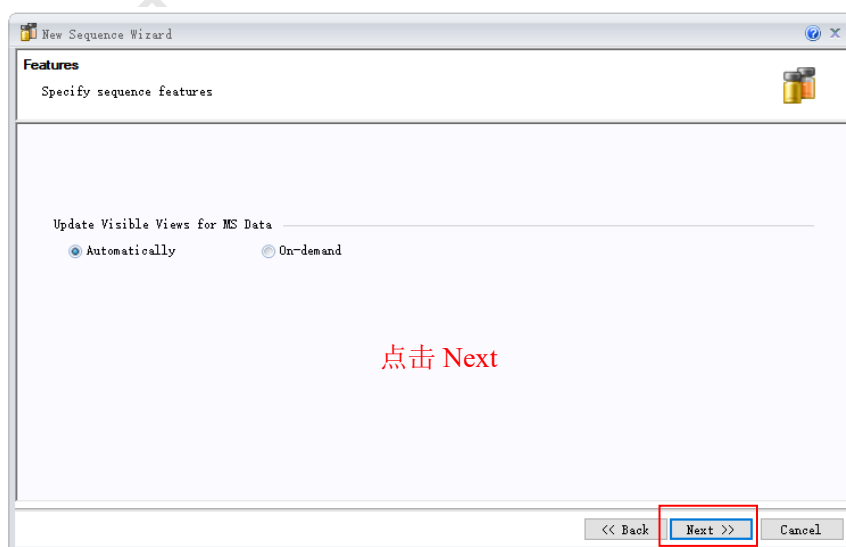 New Sequence Wizard
Features
Specify sequence features
Update Visible Views for MS Data
Automatically On-demand
点击 Next
<< Back Next >> Cancel